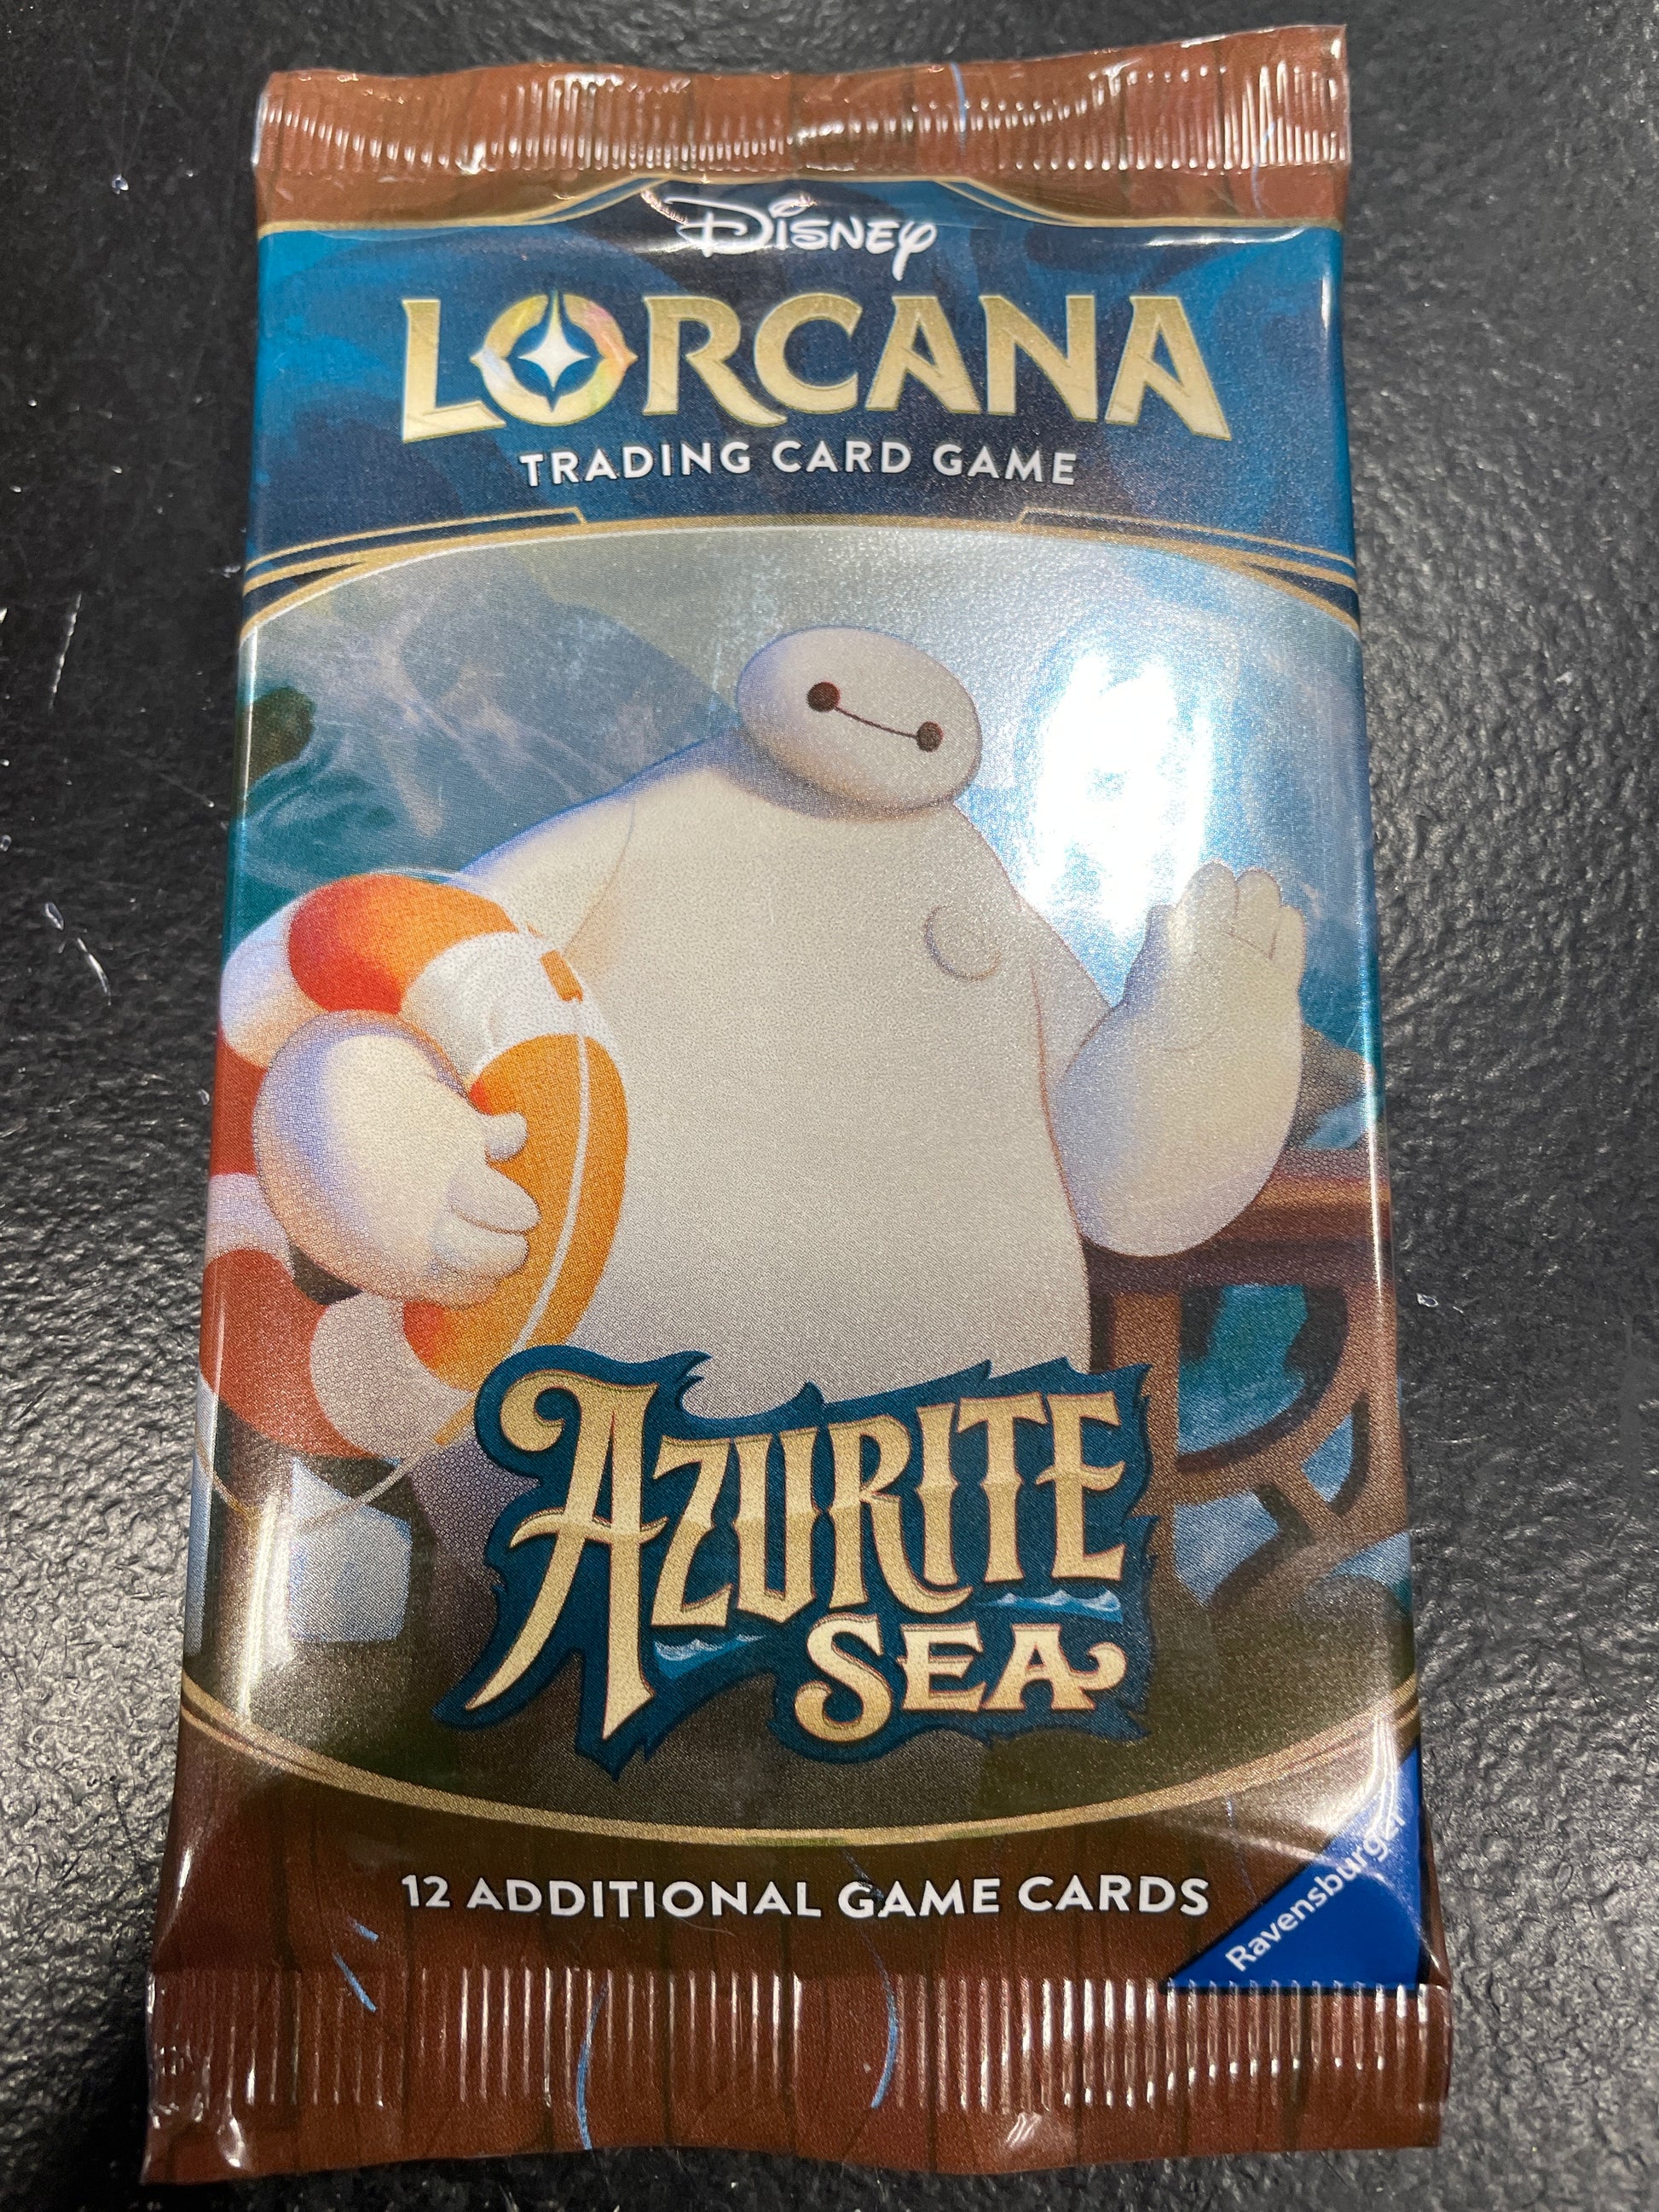 Disney
LORCANA
TRADING CARD GAME
AZURITE
SEA
12 ADDITIONAL GAME CARDS
Ravensburger